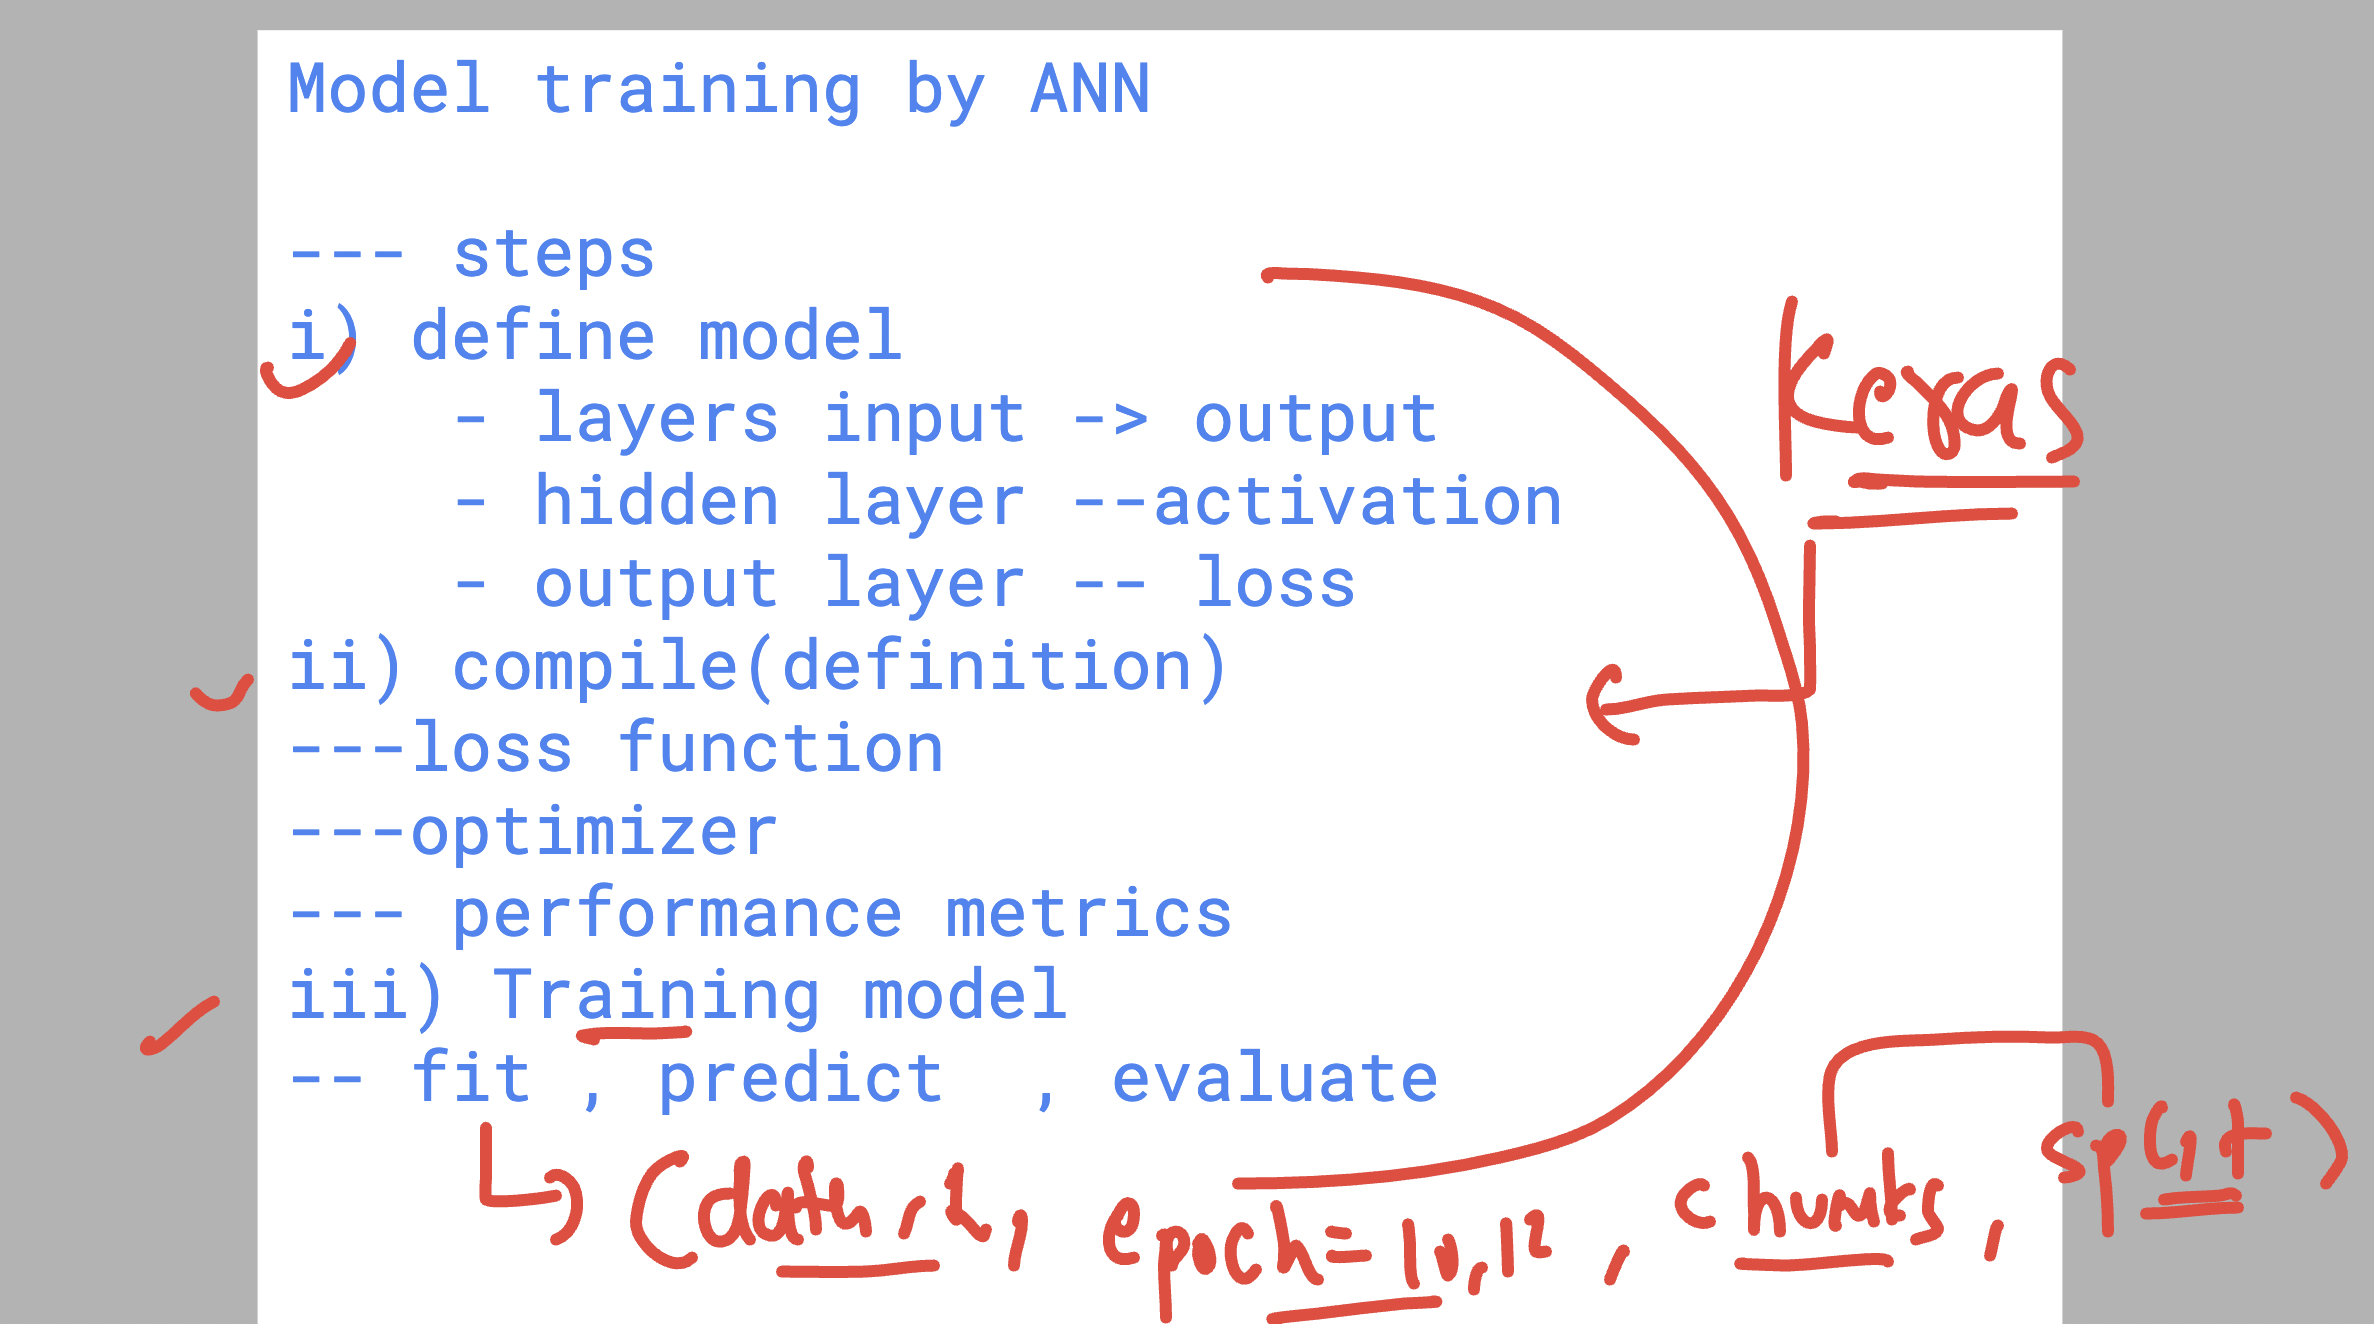 Model training by ANN
--- steps
i) define model
- layers input -> output
- hidden layer --activation
- output layer -- loss
ii) compile(definition)
---loss function
---optimizer
--- performance metrics
iii) Training model
-- fit , predict , evaluate
Keras
epoch=10,12 , chunks, split)